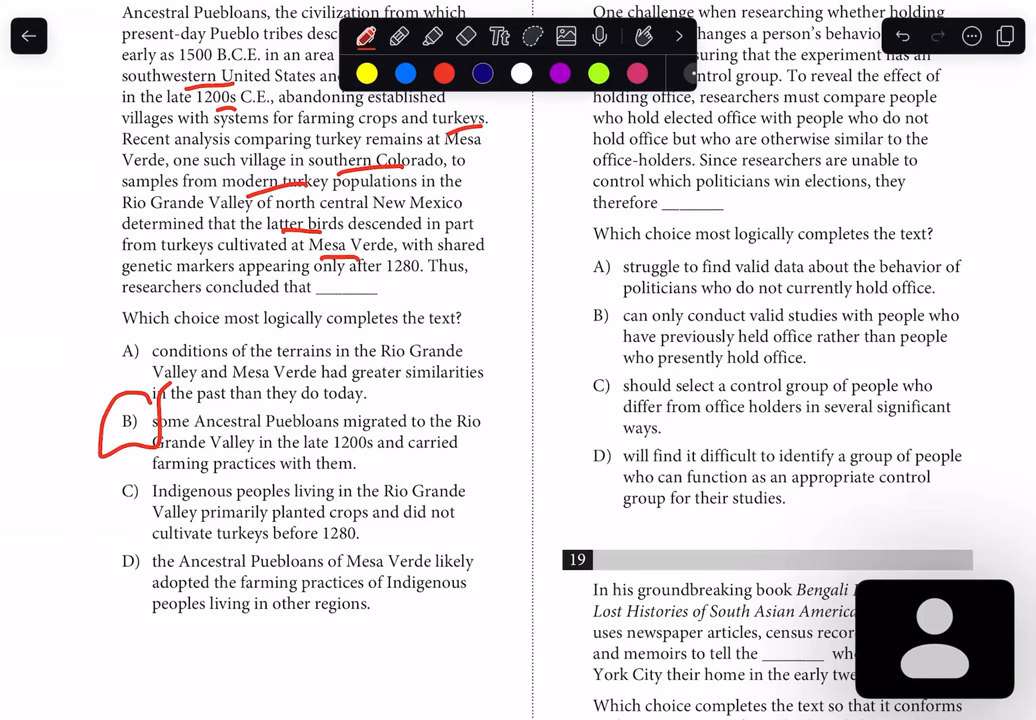 Ancestral Puebloans, the civilization from which
present-day Pueblo tribes desc
early as 1500 B.C.E. in an area
southwestern United States and
in the late 1200s C.E., abandoning established
villages with systems for farming crops and turkeys.
Recent analysis comparing turkey remains at Mesa
Verde, one such village in southern Colorado, to
samples from modern turkey populations in the
Rio Grande Valley of north central New Mexico
determined that the latter birds descended in part
from turkeys cultivated at Mesa Verde, with shared
genetic markers appearing only after 1280. Thus,
researchers concluded that ______
Which choice most logically completes the text?
A) conditions of the terrains in the Rio Grande
Valley and Mesa Verde had greater similarities
in the past than they do today.
B) some Ancestral Puebloans migrated to the Rio
Grande Valley in the late 1200s and carried
farming practices with them.
C) Indigenous peoples living in the Rio Grande
Valley primarily planted crops and did not
cultivate turkeys before 1280.
D) the Ancestral Puebloans of Mesa Verde likely
adopted the farming practices of Indigenous
peoples living in other regions.
One challenge when researching whether holding
hanges a person's behavio
uring that the experiment has an
ntrol group. To reveal the effect of
holding office, researchers must compare people
who hold elected office with people who do not
hold office but who are otherwise similar to the
office-holders. Since researchers are unable to
control which politicians win elections, they
therefore ______
Which choice most logically completes the text?
A) struggle to find valid data about the behavior of
politicians who do not currently hold office.
B) can only conduct valid studies with people who
have previously held office rather than people
who presently hold office.
C) should select a control group of people who
differ from office holders in several significant
ways.
D) will find it difficult to identify a group of people
who can function as an appropriate control
group for their studies.
19
In his groundbreaking book Bengali
Lost Histories of South Asian America
uses newspaper articles, census recor
and memoirs to tell the ______ wh
York City their home in the early twe
Which choice completes the text so that it conforms
Tt